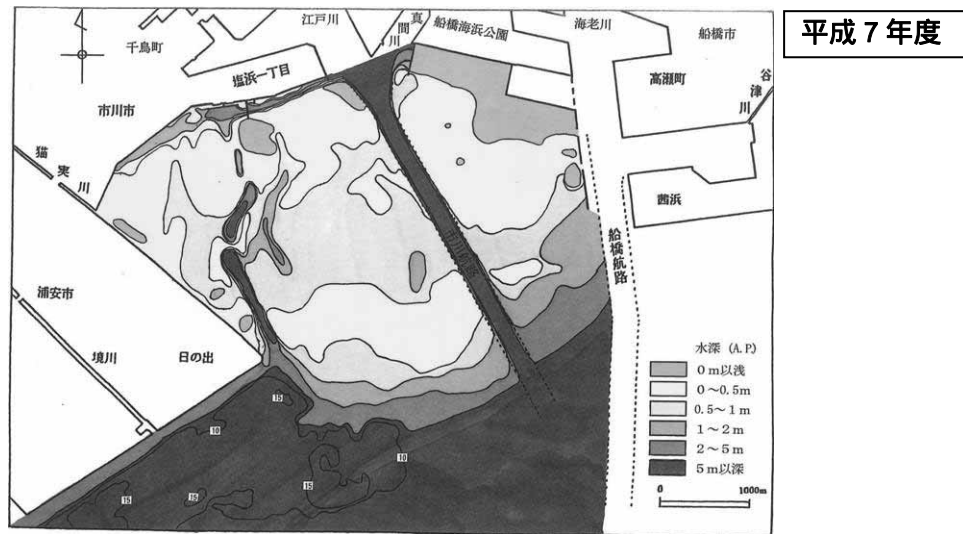 平成7年度
江戸川
真間川
船橋海浜公園
海老川
船橋市
千鳥町
塩浜一丁目
高瀬町
谷津川
市川市
猫実川
茜浜
船橋航路
浦安市
境川
日の出
水深 (A.P)
0m以浅
0~0.5m
0.5~1m
1~2m
2~5m
5m以深
0 1000m
15
10
10
15
15
15